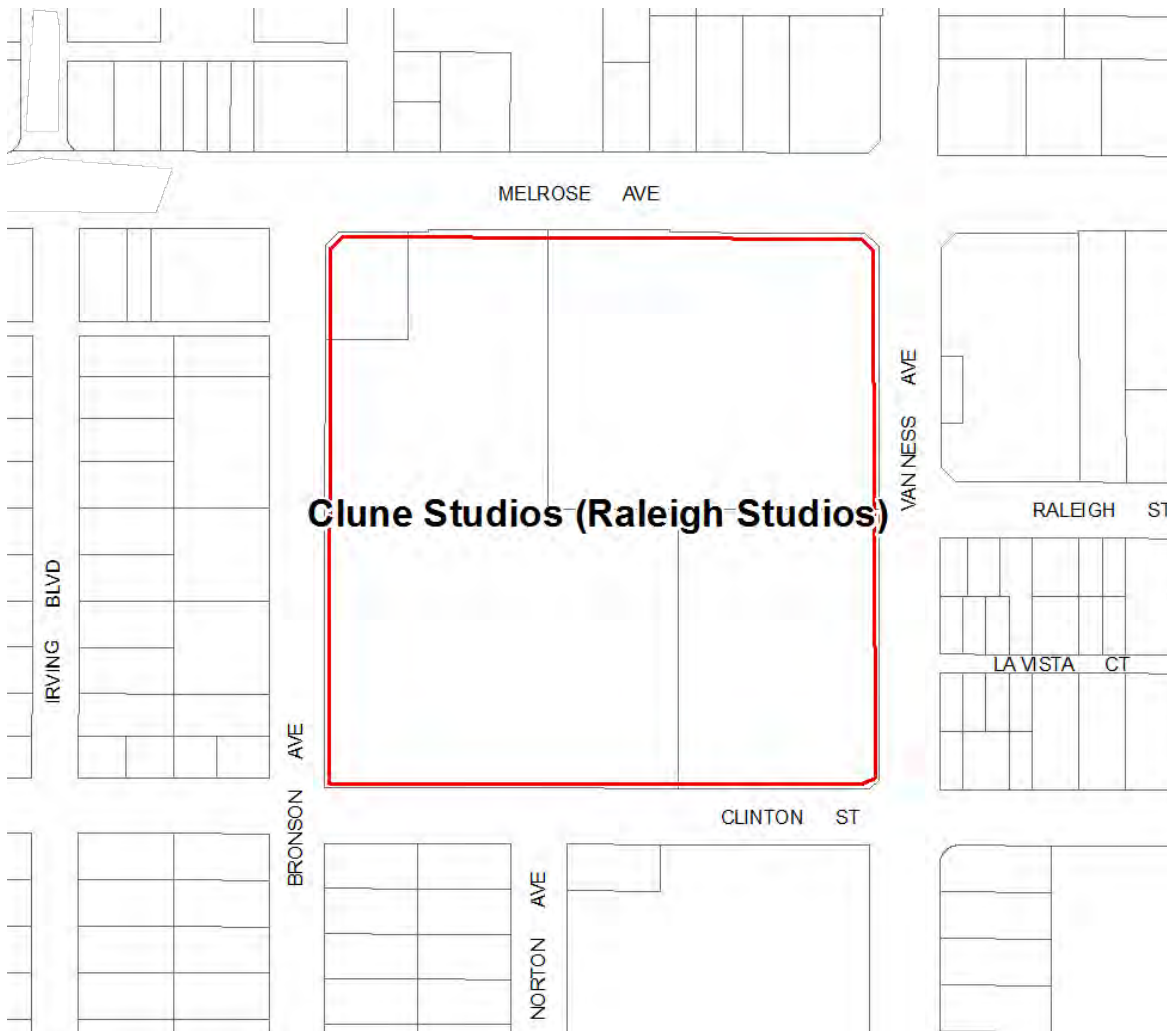 MELROSE AVE
VAN NESS AVE
Clune Studios (Raleigh Studios)
RALEIGH ST
IRVING BLVD
LA VISTA CT
BRONSON AVE
CLINTON ST
NORTON AVE